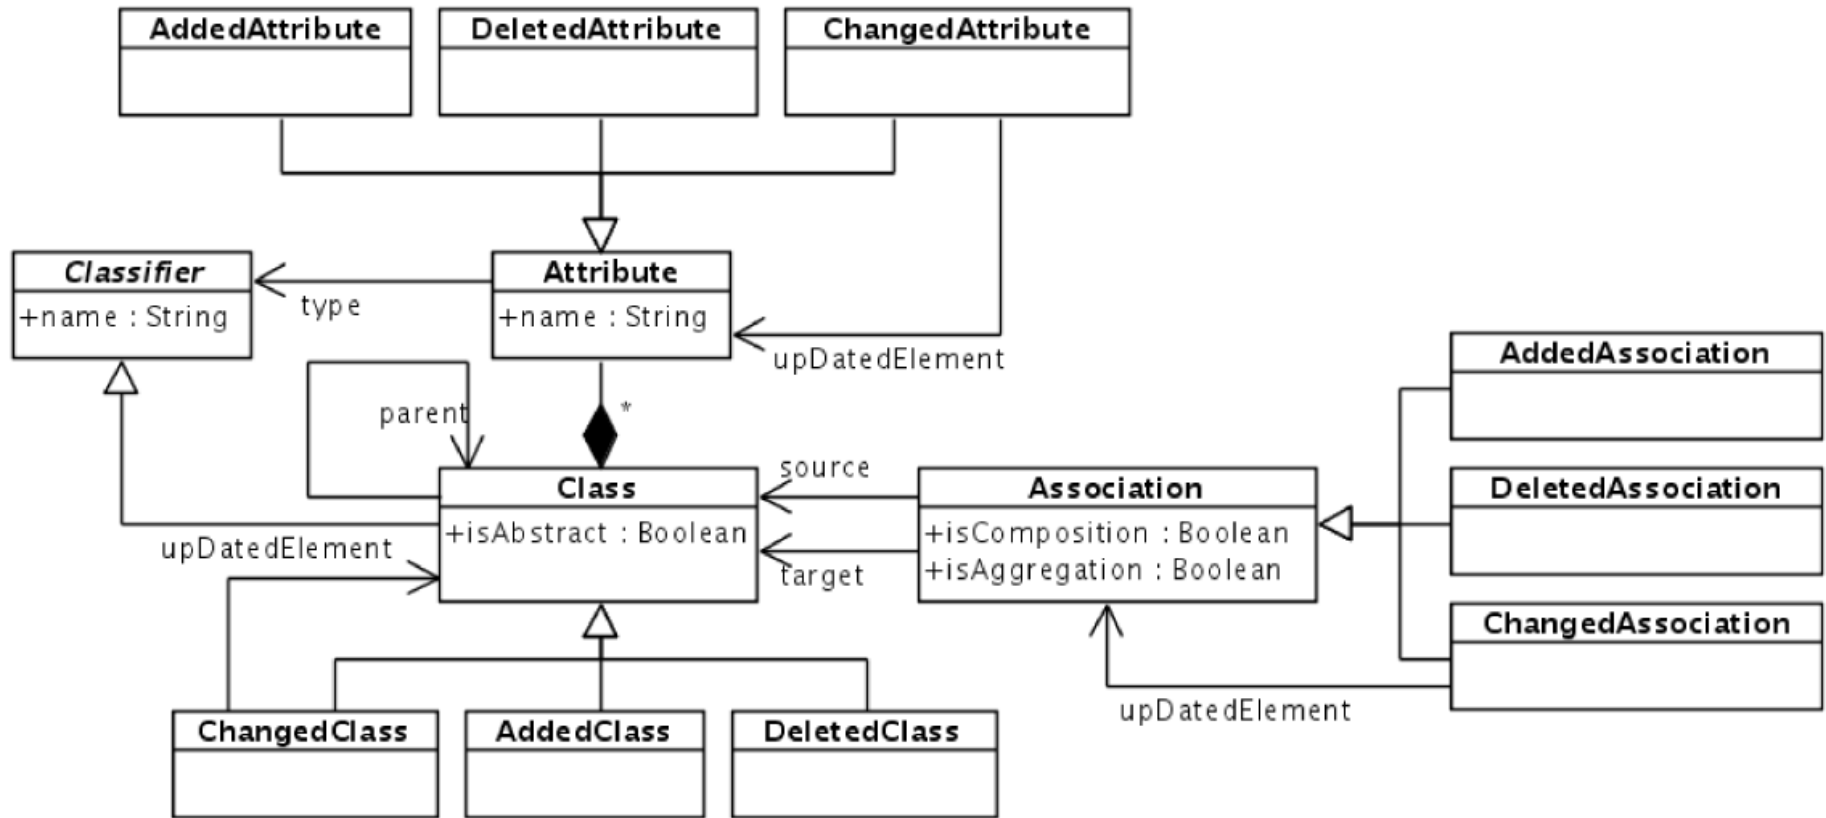 AddedAttribute
DeletedAttribute
ChangedAttribute
Classifier
+name : String
type
Attribute
+name : String
upDatedElement
parent
*
Class
+isAbstract : Boolean
source
target
upDatedElement
Association
+isComposition : Boolean
+isAggregation : Boolean
AddedAssociation
DeletedAssociation
ChangedAssociation
upDatedElement
ChangedClass
AddedClass
DeletedClass